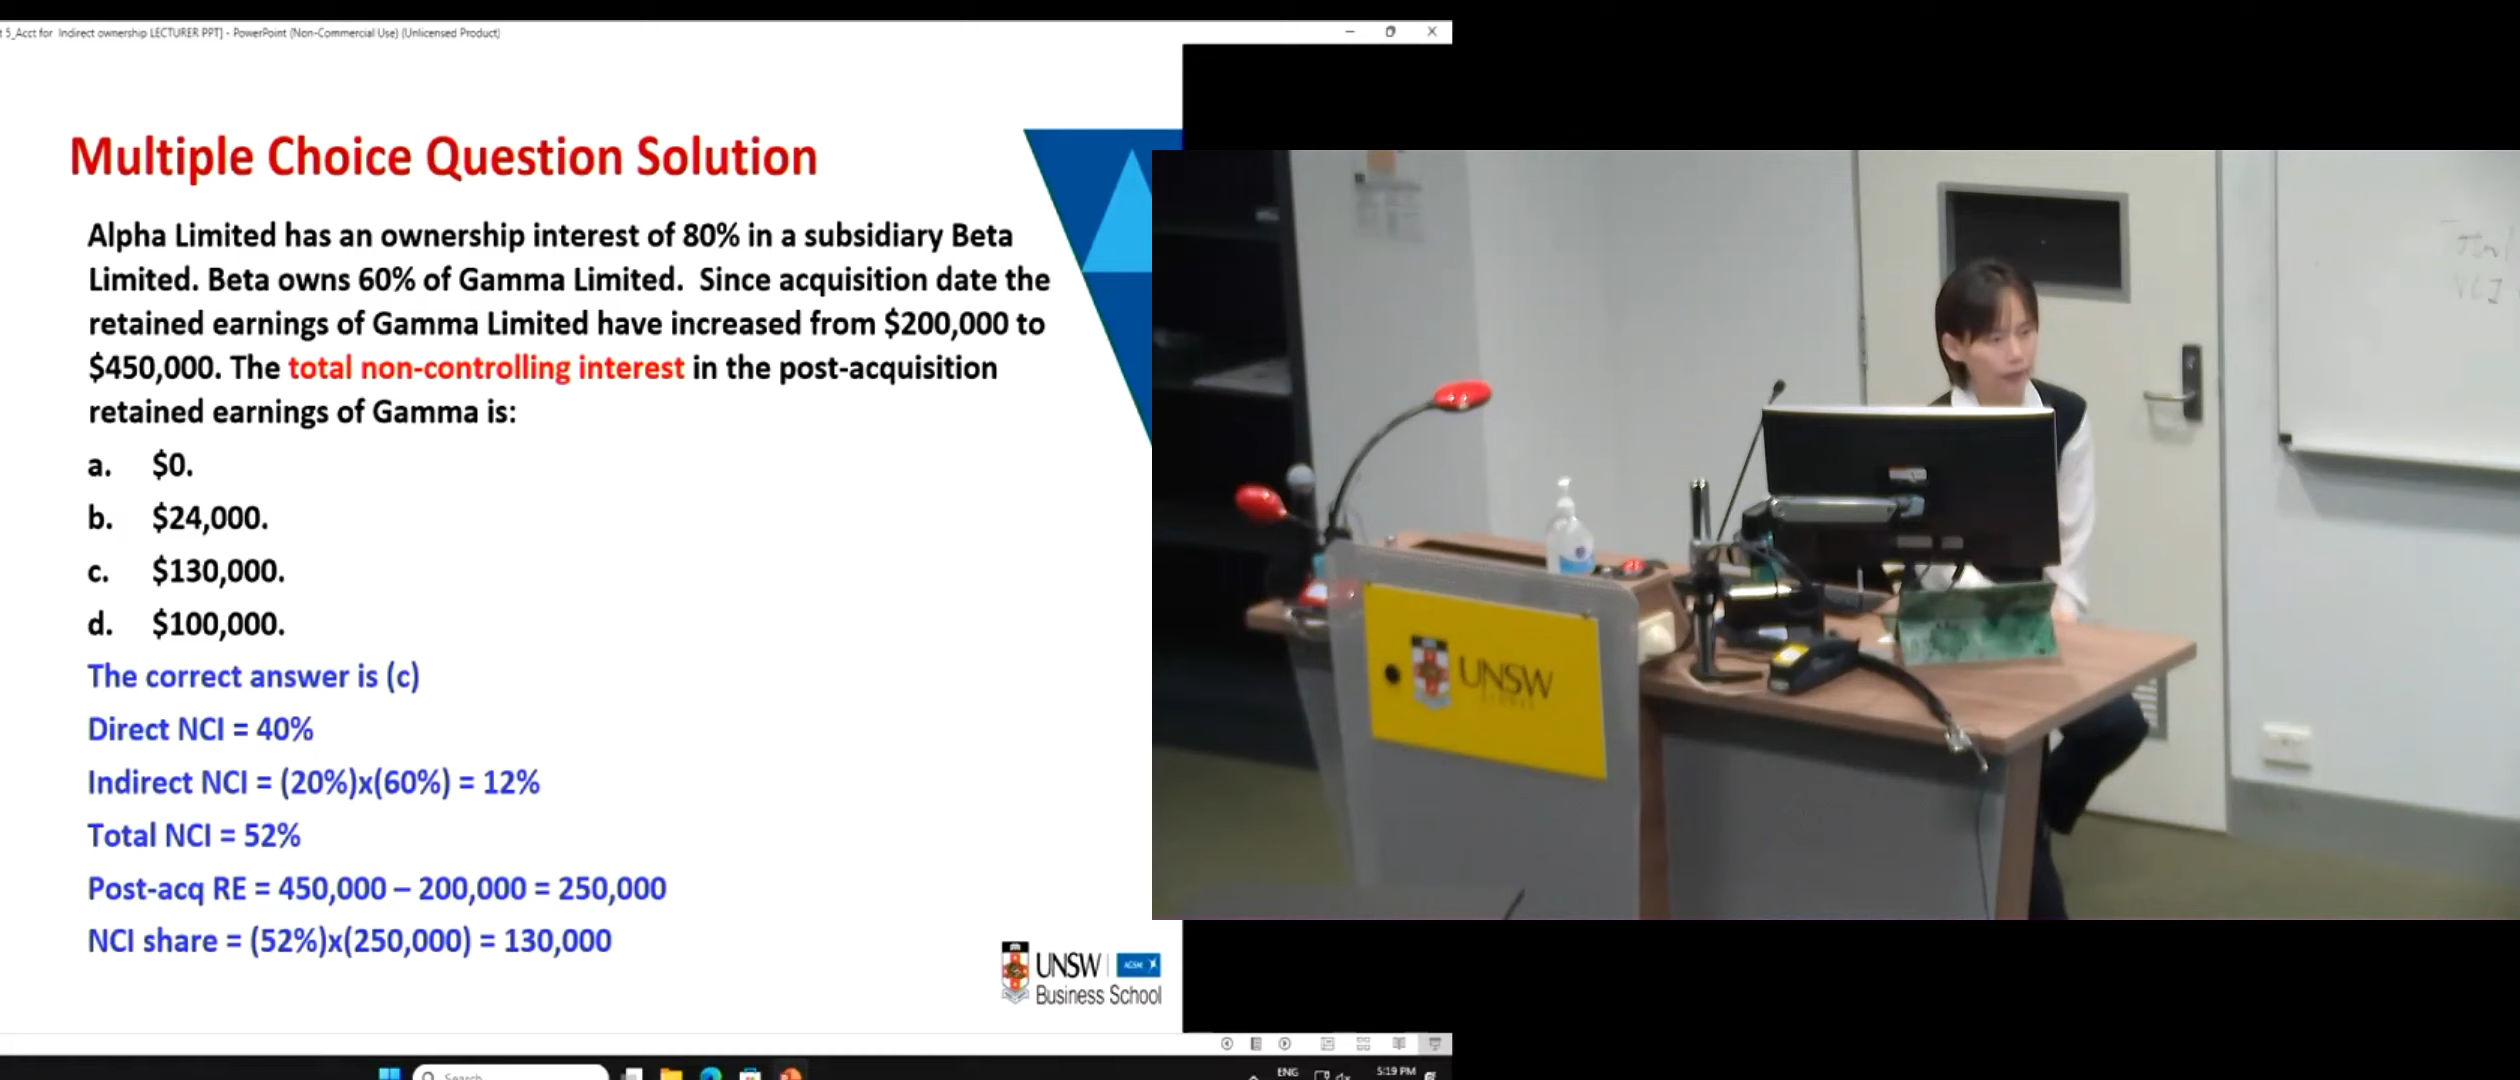 t 5_Acct for Indirect ownership LECTURER PPT] - PowerPoint (Non-Commercial Use) (Unlicensed Product)
Multiple Choice Question Solution
Alpha Limited has an ownership interest of 80% in a subsidiary Beta
Limited. Beta owns 60% of Gamma Limited. Since acquisition date the
retained earnings of Gamma Limited have increased from $200,000 to
$450,000. The total non-controlling interest in the post-acquisition
retained earnings of Gamma is:
a. $0.
b. $24,000.
c. $130,000.
d. $100,000.
The correct answer is (c)
Direct NCI = 40%
Indirect NCI = (20%)x(60%) = 12%
Total NCI = 52%
Post-acq RE = 450,000 – 200,000 = 250,000
NCI share = (52%)x(250,000) = 130,000
UNSW
AGSM
Business School
Search
ENG
5:19 PM
UNSW
SYDNEY
NCI